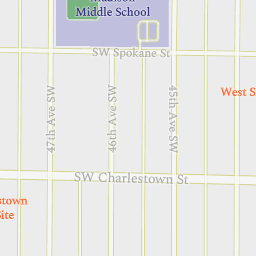 Middle School
SW Spokane St
West S
47th Ave SW
46th Ave SW
45th Ave SW
SW Charlestown St
stown
Site